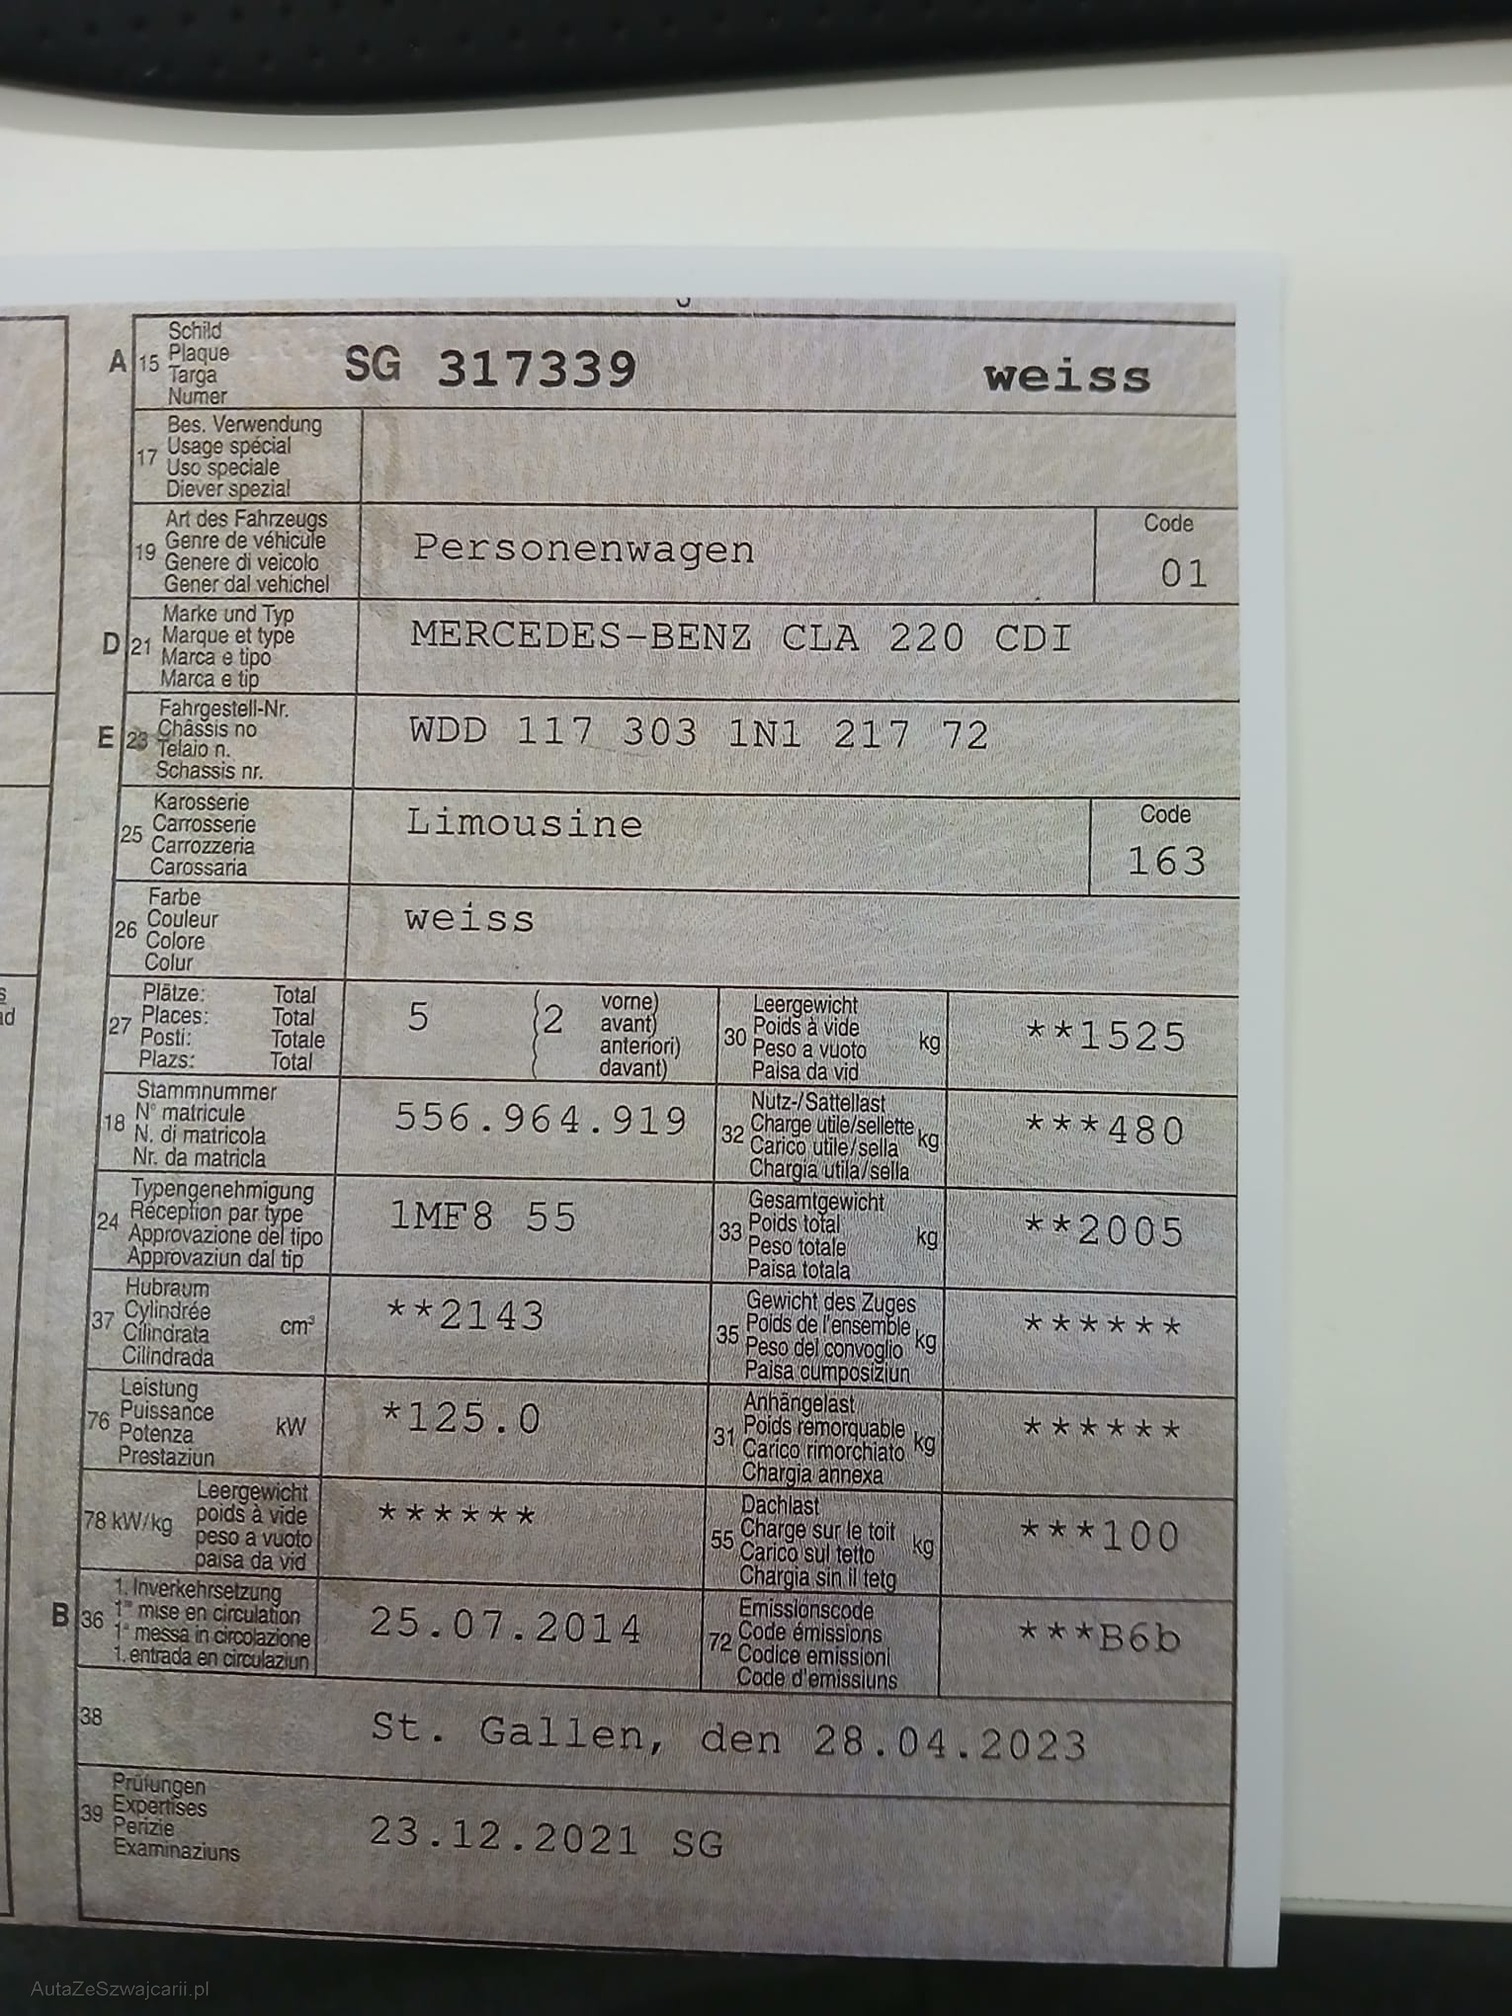 A 15 Schild
Plaque
Targa
Numer
SG 317339 weiss
17 Bes. Verwendung
Usage spécial
Uso speciale
Diever spezial
19 Art des Fahrzeugs
Genre de véhicule
Genere di veicolo
Gener dal vehichel
Personenwagen
Code
01
D 21 Marke und Typ
Marque et type
Marca e tipo
Marca e tip
MERCEDES-BENZ CLA 220 CDI
E 23 Fahrgestell-Nr.
Châssis no
Telaio n.
Schassis nr.
WDD 117 303 1N1 217 72
25 Karosserie
Carrosserie
Carrozzeria
Carossaria
Limousine
Code
163
26 Farbe
Couleur
Colore
Colur
weiss
27 Plätze: Total
Places: Total
Posti: Totale
Plazs: Total
5 (2 vorne)
avant)
anteriori)
davant)
30 Leergewicht
Poids à vide
Peso a vuoto
Paisa da vid
kg
**1525
18 Stammnummer
N° matricule
N. di matricola
Nr. da matricla
556.964.919
32 Nutz-/Sattellast
Charge utile/sellette
Carico utile/sella
Chargia utila/sella
kg
***480
24 Typengenehmigung
Réception par type
Approvazione del tipo
Approvaziun dal tip
1MF8 55
33 Gesamtgewicht
Poids total
Peso totale
Paisa totala
kg
**2005
37 Hubraum
Cylindrée
Cilindrata
Cilindrada
cm³
**2143
35 Gewicht des Zuges
Poids de l'ensemble
Peso del convoglio
Paisa cumposiziun
kg
******
76 Leistung
Puissance
Potenza
Prestaziun
kW
*125.0
31 Anhängelast
Poids remorquable
Carico rimorchiato
Chargia annexa
kg
******
78 kW/kg Leergewicht
poids à vide
peso a vuoto
paisa da vid
******
55 Dachlast
Charge sur le toit
Carico sul tetto
Chargia sin il tetg
kg
***100
B 36 1. Inverkehrsetzung
1re mise en circulation
1a messa in circolazione
1. entrada en circulaziun
25.07.2014
72 Emissionscode
Code émissions
Codice emissioni
Code d'emissiuns
***B6b
38 St. Gallen, den 28.04.2023
39 Prüfungen
Expertises
Perizie
Examinaziuns
23.12.2021 SG
AutaZeSzwajcarii.pl